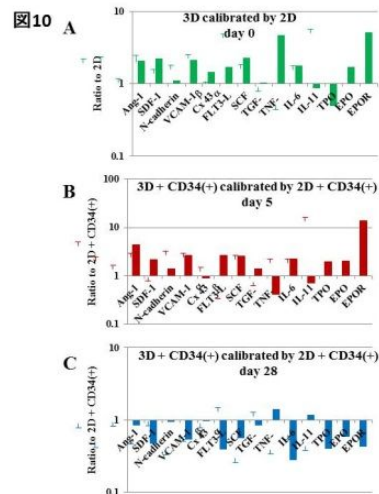 図10
A
3D calibrated by 2D
day 0
Ratio to 2D
10
1
0.1
Ang-1
SDF-1
N-cadherin
VCAM-1
Cx 43
FLT3-L
SCF
TGF-
TNF-
IL-6
IL-11
TPO
EPO
EPOR
β
α
B
3D + CD34(+) calibrated by 2D + CD34(+)
day 5
Ratio to 2D + CD34(+)
100
10
1
0.1
Ang-1
SDF-1
N-cadherin
VCAM-1
Cx 43
FLT3-L
SCF
TGF-
TNF-
IL-6
IL-11
TPO
EPO
EPOR
α
β
C
3D + CD34(+) calibrated by 2D + CD34(+)
day 28
Ratio to 2D + CD34(+)
10
1
0.1
Ang-1
SDF-1
N-cadherin
VCAM-1
Cx 43
FLT3-L
SCF
TGF-
TNF-
IL-6
IL-11
TPO
EPO
EPOR
β
α